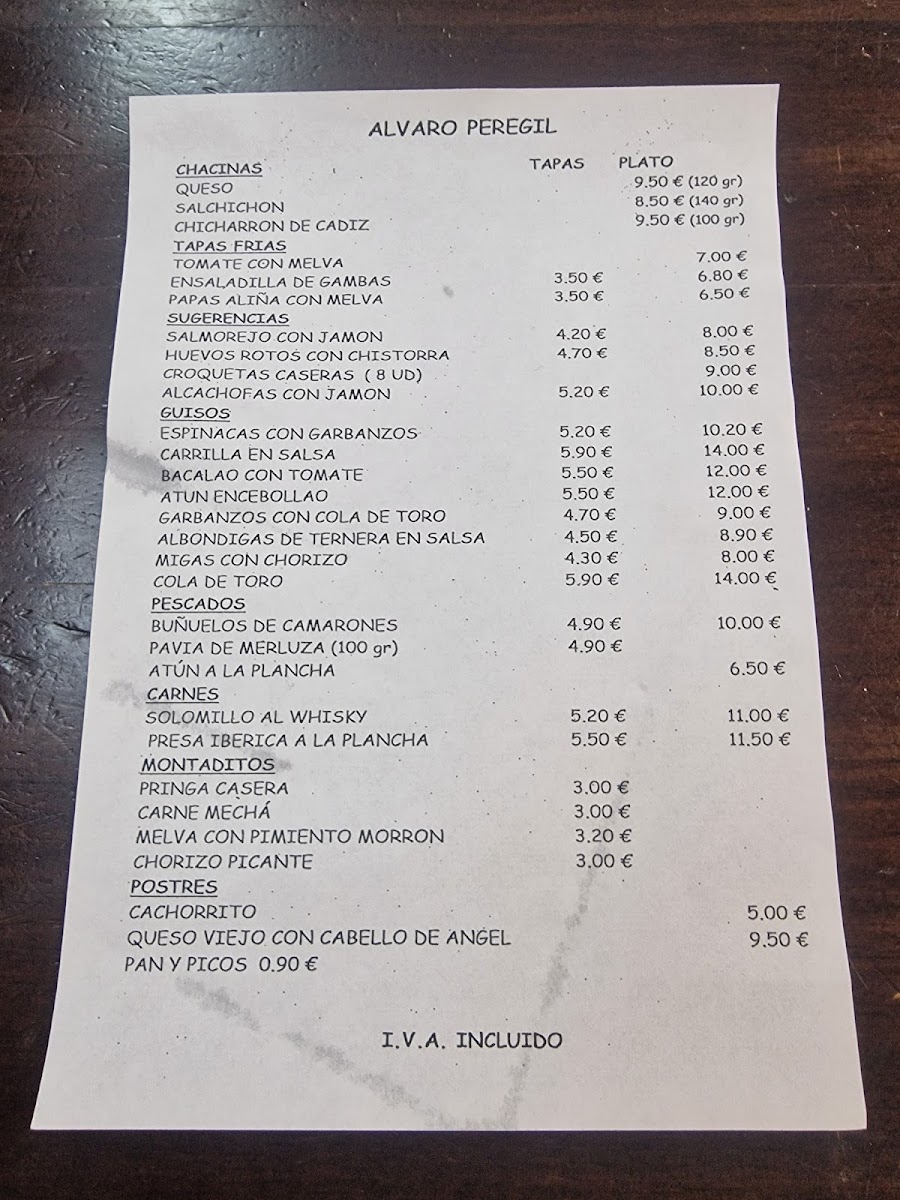 ALVARO PEREGIL
CHACINAS TAPAS PLATO
QUESO 9.50 € (120 gr)
SALCHICHON 8.50 € (140 gr)
CHICHARRON DE CADIZ 9.50 € (100 gr)
TAPAS FRIAS
TOMATE CON MELVA 7.00 €
ENSALADILLA DE GAMBAS 3.50 € 6.80 €
PAPAS ALIÑA CON MELVA 3.50 € 6.50 €
SUGERENCIAS
SALMOREJO CON JAMON 4.20 € 8.00 €
HUEVOS ROTOS CON CHISTORRA 4.70 € 8.50 €
CROQUETAS CASERAS ( 8 UD) 9.00 €
ALCACHOFAS CON JAMON 5.20 € 10.00 €
GUISOS
ESPINACAS CON GARBANZOS 5.20 € 10.20 €
CARRILLA EN SALSA 5.90 € 14.00 €
BACALAO CON TOMATE 5.50 € 12.00 €
ATUN ENCEBOLLAO 5.50 € 12.00 €
GARBANZOS CON COLA DE TORO 4.70 € 9.00 €
ALBONDIGAS DE TERNERA EN SALSA 4.50 € 8.90 €
MIGAS CON CHORIZO 4.30 € 8.00 €
COLA DE TORO 5.90 € 14.00 €
PESCADOS
BUÑUELOS DE CAMARONES 4.90 € 10.00 €
PAVIA DE MERLUZA (100 gr) 4.90 €
ATÚN A LA PLANCHA 6.50 €
CARNES
SOLOMILLO AL WHISKY 5.20 € 11.00 €
PRESA IBERICA A LA PLANCHA 5.50 € 11.50 €
MONTADITOS
PRINGA CASERA 3.00 €
CARNE MECHÁ 3.00 €
MELVA CON PIMIENTO MORRON 3.20 €
CHORIZO PICANTE 3.00 €
POSTRES
CACHORRITO 5.00 €
QUESO VIEJO CON CABELLO DE ANGEL 9.50 €
PAN Y PICOS 0.90 €
I.V.A. INCLUIDO